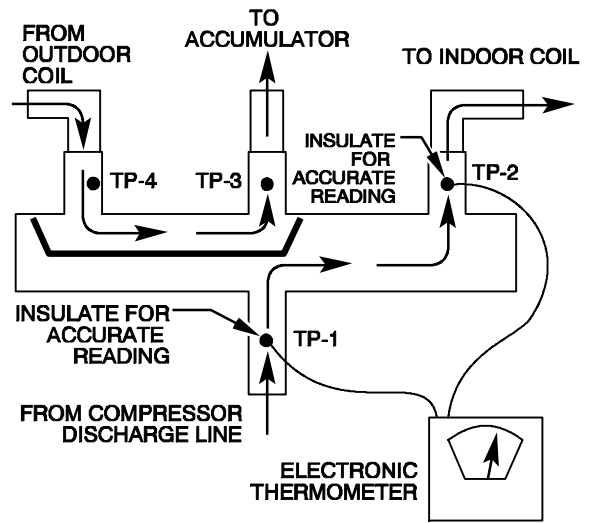 FROM
OUTDOOR
COIL
TO
ACCUMULATOR
TO INDOOR COIL
INSULATE
FOR
ACCURATE
READING
TP-4
TP-3
TP-2
INSULATE FOR
ACCURATE
READING
TP-1
FROM COMPRESSOR
DISCHARGE LINE
ELECTRONIC
THERMOMETER